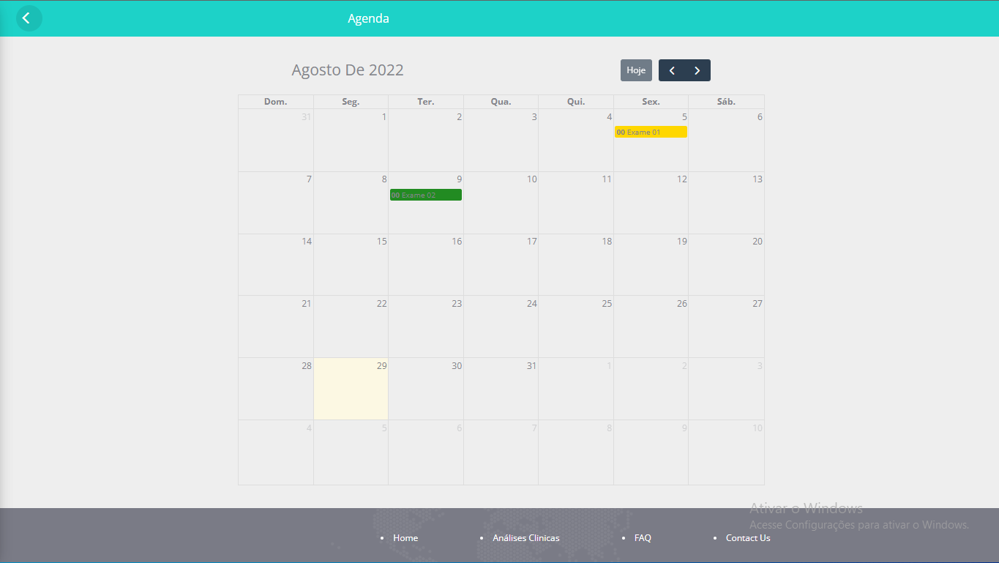 Agenda
Agosto De 2022
Hoje
Dom. Seg. Ter. Qua. Qui. Sex. Sáb.
31 1 2 3 4 5 6
00 Exame 01
7 8 9 10 11 12 13
00 Exame 02
14 15 16 17 18 19 20
21 22 23 24 25 26 27
28 29 30 31 1 2 3
4 5 6 7 8 9 10
Ativar o Windows
Acesse Configurações para ativar o Windows.
Home Análises Clinicas FAQ Contact Us